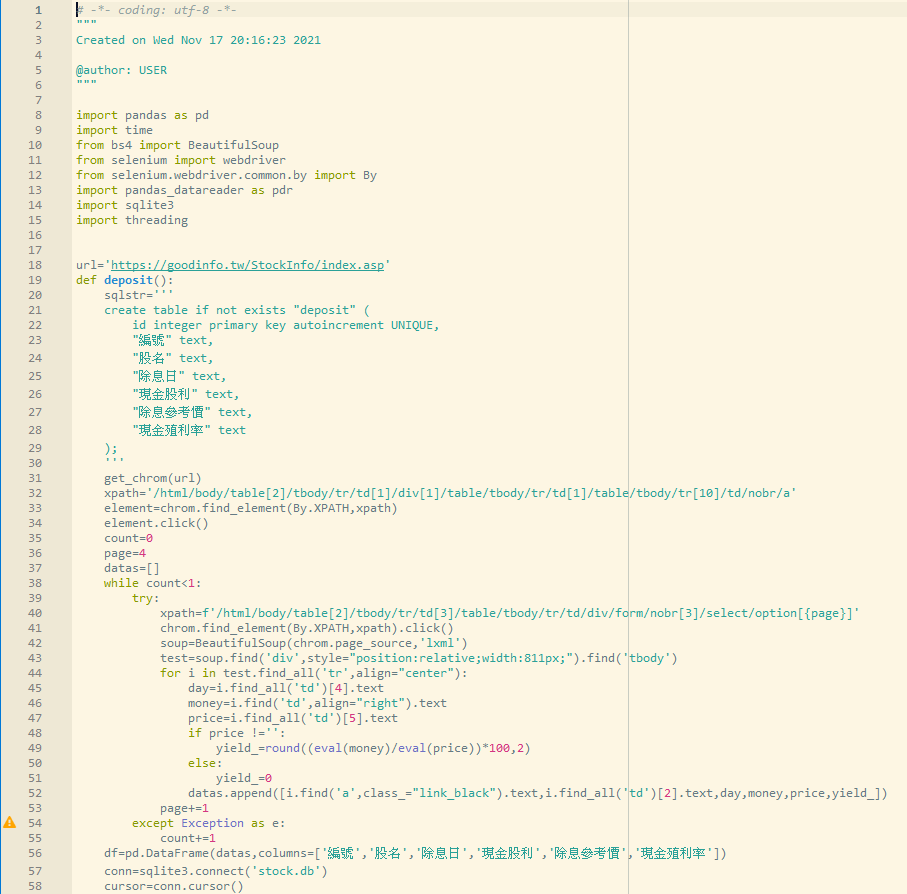 1 # -*- coding: utf-8 -*-
2 """
3 Created on Wed Nov 17 20:16:23 2021
4
5 @author: USER
6 """
7
8 import pandas as pd
9 import time
10 from bs4 import BeautifulSoup
11 from selenium import webdriver
12 from selenium.webdriver.common.by import By
13 import pandas_datareader as pdr
14 import sqlite3
15 import threading
16
17
18 url='https://goodinfo.tw/StockInfo/index.asp'
19 def deposit():
20     sqlstr='''
21     create table if not exists "deposit" (
22         id integer primary key autoincrement UNIQUE,
23         "編號" text,
24         "股名" text,
25         "除息日" text,
26         "現金股利" text,
27         "除息參考價" text,
28         "現金殖利率" text
29     );
30     '''
31     get_chrom(url)
32     xpath='/html/body/table[2]/tbody/tr/td[1]/div[1]/table/tbody/tr/td[1]/table/tbody/tr[10]/td/nobr/a'
33     element=chrom.find_element(By.XPATH,xpath)
34     element.click()
35     count=0
36     page=4
37     datas=[]
38     while count<1:
39         try:
40             xpath=f'/html/body/table[2]/tbody/tr/td[3]/table/tbody/tr/td/div/form/nobr[3]/select/option[{page}]'
41             chrom.find_element(By.XPATH,xpath).click()
42             soup=BeautifulSoup(chrom.page_source,'lxml')
43             test=soup.find('div',style="position:relative;width:811px;").find('tbody')
44             for i in test.find_all('tr',align="center"):
45                 day=i.find_all('td')[4].text
46                 money=i.find('td',align="right").text
47                 price=i.find_all('td')[5].text
48                 if price !='':
49                     yield_=round((eval(money)/eval(price))*100,2)
50                 else:
51                     yield_=0
52                 datas.append([i.find('a',class_="link_black").text,i.find_all('td')[2].text,day,money,price,yield_])
53             page+=1
54         except Exception as e:
55             count+=1
56     df=pd.DataFrame(datas,columns=['編號','股名','除息日','現金股利','除息參考價','現金殖利率'])
57     conn=sqlite3.connect('stock.db')
58     cursor=conn.cursor()